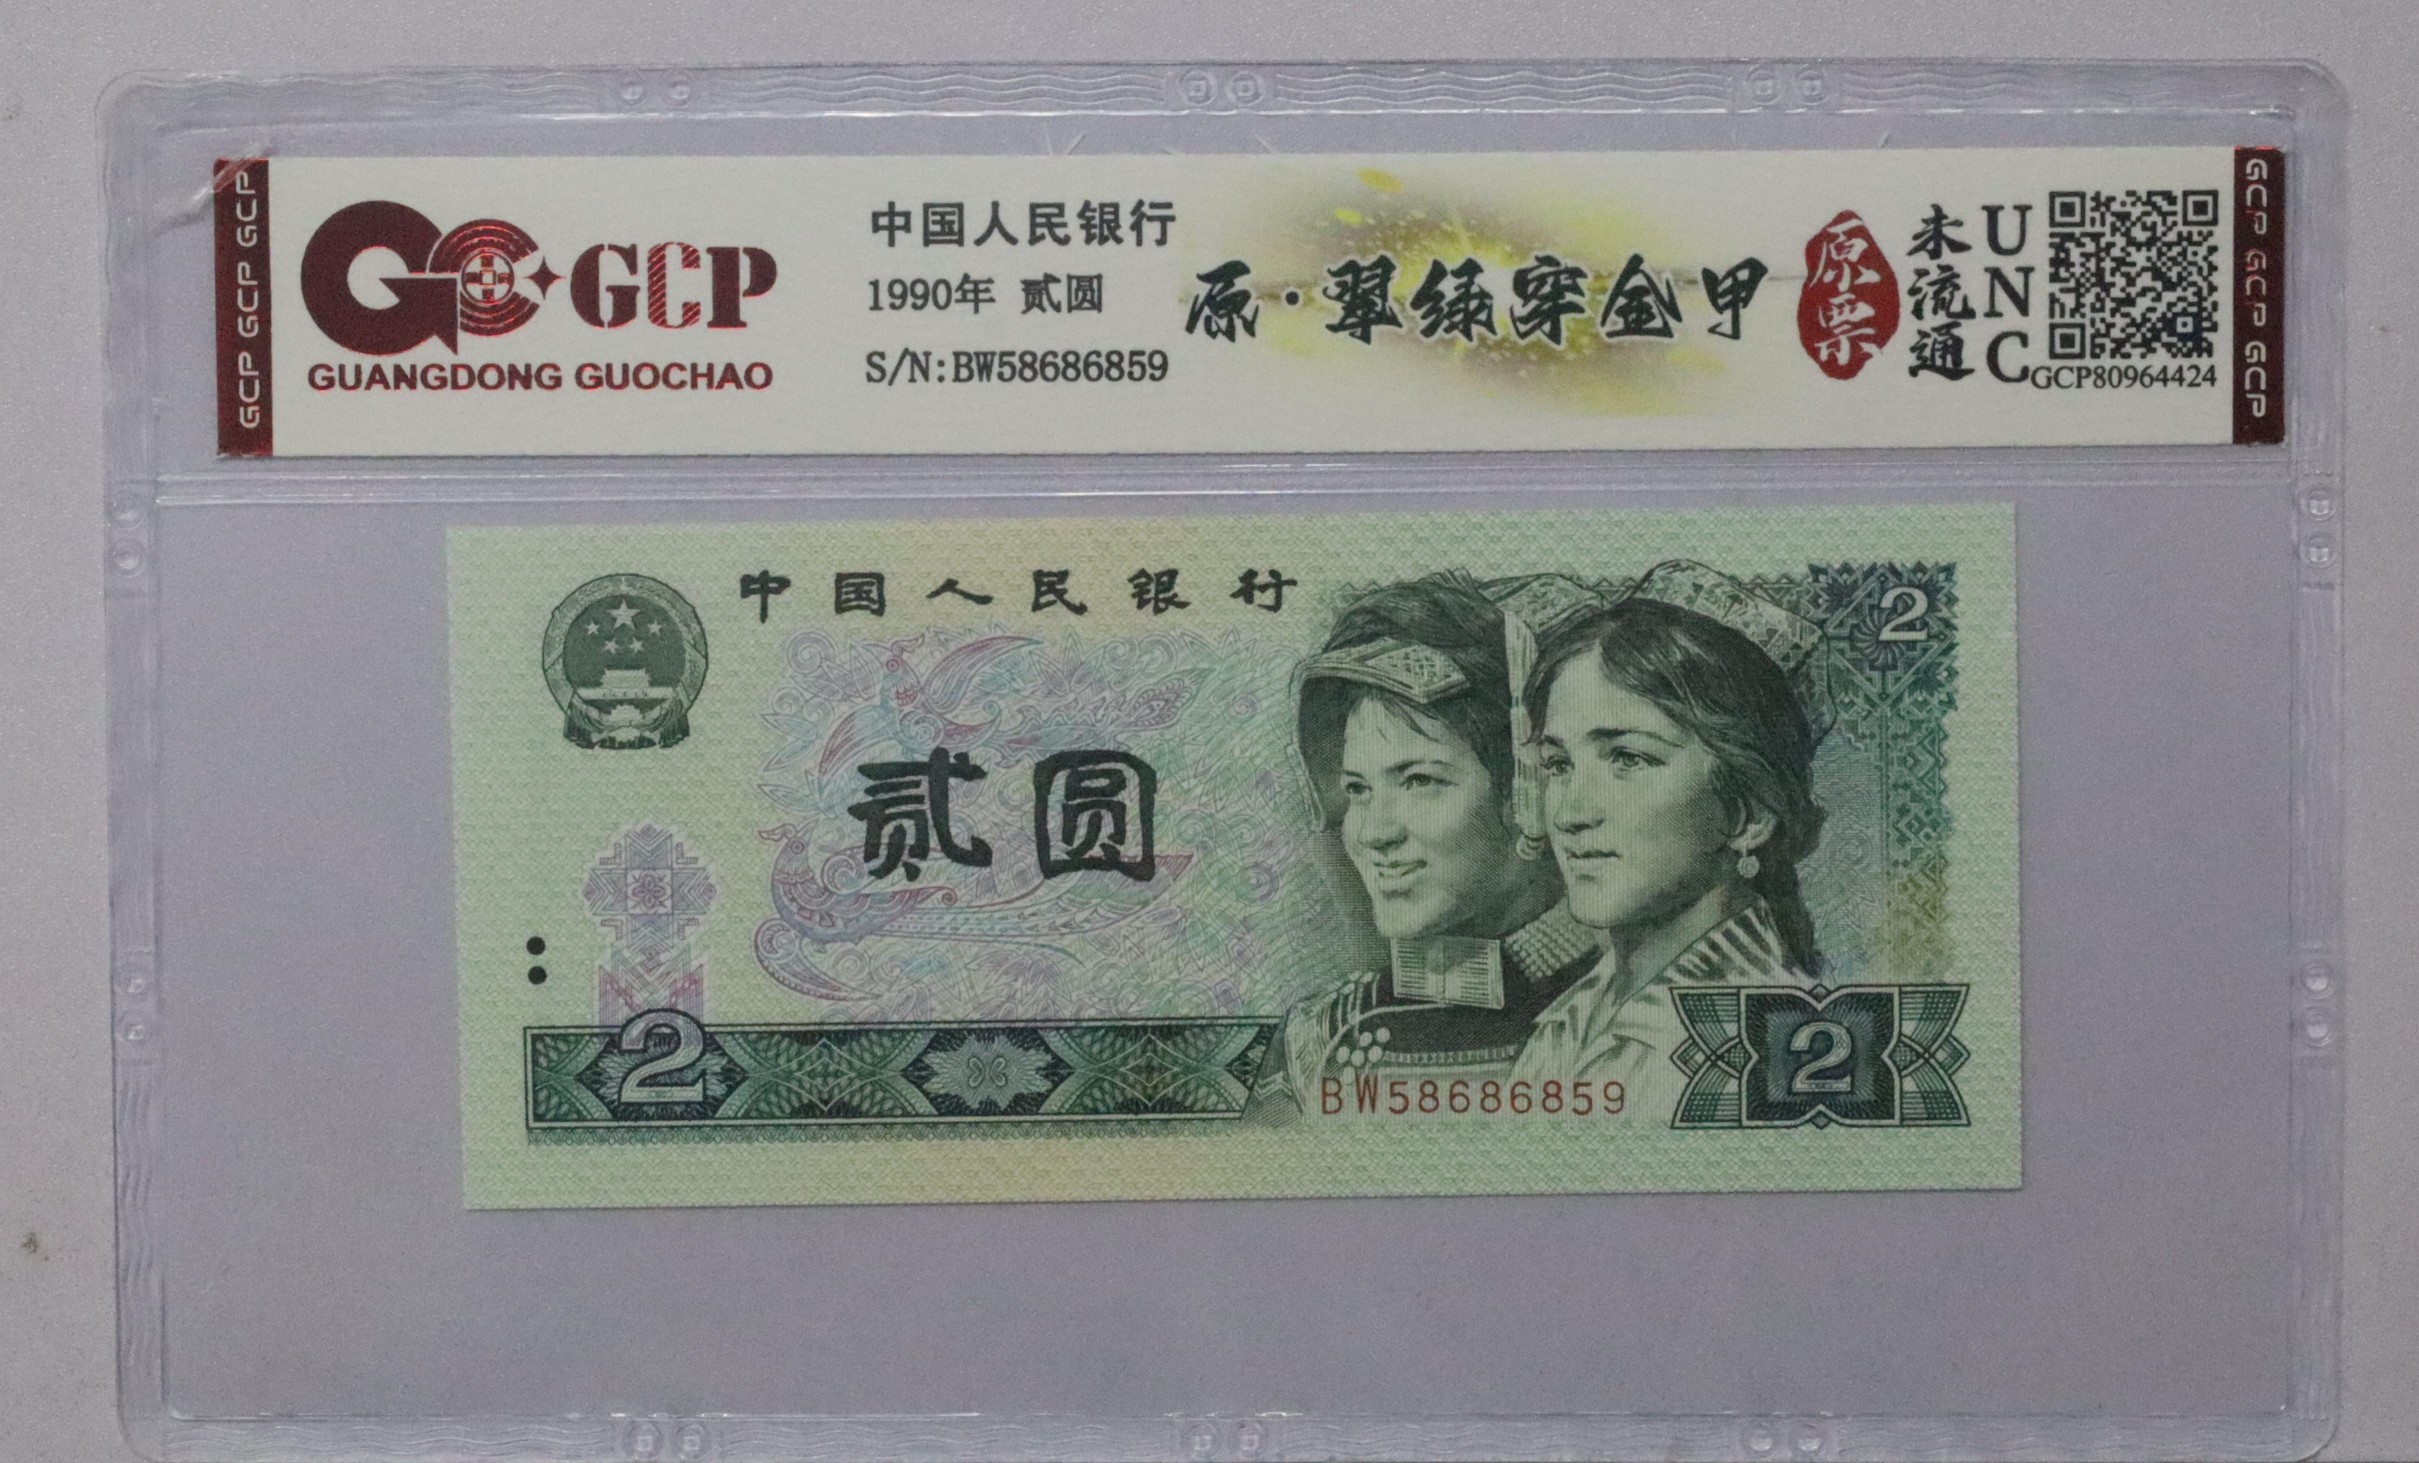 GCP GCP GCP
GCP
GUANGDONG GUOCHAO
中国人民银行
1990年 贰圆
S/N:BW58686859
原·翠绿穿金甲
原票
未流通
UNC
GCP80964424
GCP GCP GCP
中国人民银行
2
贰圆
2
BW58686859
2